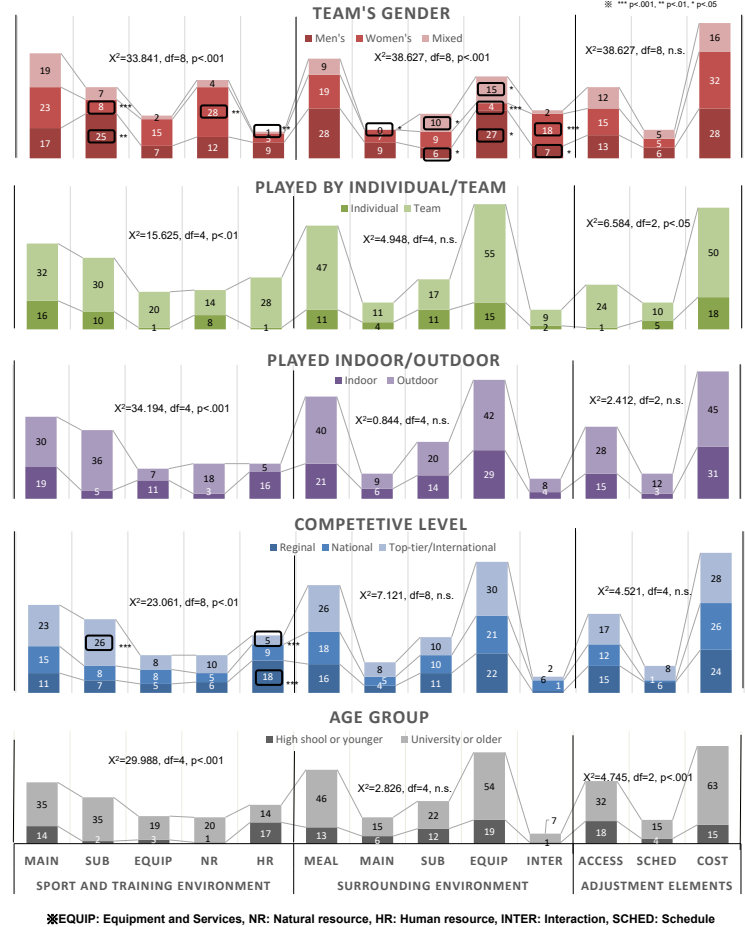 ※ *** p<.001, ** p<.01, * p<.05
TEAM'S GENDER
■ Men's ■ Women's ■ Mixed
X²=33.841, df=8, p<.001
X²=38.627, df=8, p<.001
X²=38.627, df=8, n.s.
19 7 2 4 1 ** 9 0 * 10 * 15 * 2 12 5 16
23 8 *** 15 28 ** 5 19 9 4 *** 18 *** 15 5 32
17 25 ** 7 12 9 28 9 6 * 27 * 7 * 13 6 28
PLAYED BY INDIVIDUAL/TEAM
■ Individual ■ Team
X²=15.625, df=4, p<.01
X²=4.948, df=4, n.s.
X²=6.584, df=2, p<.05
32 30 20 14 28 47 11 17 55 9 24 10 50
16 10 1 8 1 11 4 11 15 2 1 5 18
PLAYED INDOOR/OUTDOOR
■ Indoor ■ Outdoor
X²=34.194, df=4, p<.001
X²=0.844, df=4, n.s.
X²=2.412, df=2, n.s.
30 36 7 18 5 40 9 20 42 8 28 12 45
19 5 11 3 16 21 6 14 29 4 15 3 31
COMPETETIVE LEVEL
■ Reginal ■ National ■ Top-tier/International
X²=23.061, df=8, p<.01
X²=7.121, df=8, n.s.
X²=4.521, df=4, n.s.
23 26 *** 8 10 5 *** 26 8 10 30 2 17 8 28
15 8 8 5 9 18 5 10 21 6 12 1 26
11 7 5 6 18 *** 16 4 11 22 1 15 6 24
AGE GROUP
■ High shool or younger ■ University or older
X²=29.988, df=4, p<.001
X²=2.826, df=4, n.s.
X²=4.745, df=2, p<.001
35 35 19 20 14 46 15 22 54 7 32 15 63
14 2 3 1 17 13 6 12 19 1 18 4 15
MAIN SUB EQUIP NR HR MEAL MAIN SUB EQUIP INTER ACCESS SCHED COST
SPORT AND TRAINING ENVIRONMENT SURROUNDING ENVIRONMENT ADJUSTMENT ELEMENTS
※EQUIP: Equipment and Services, NR: Natural resource, HR: Human resource, INTER: Interaction, SCHED: Schedule